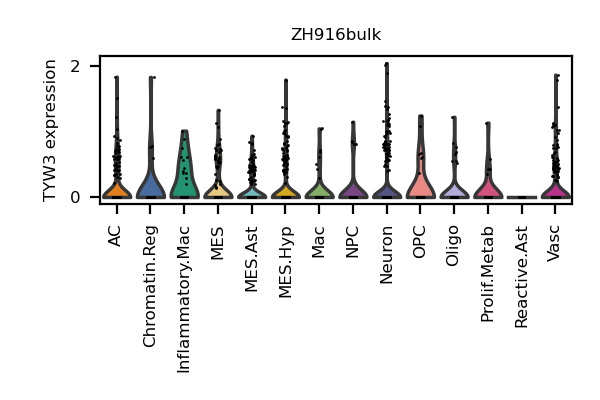 ZH916bulk
TYW3 expression
2
0
AC
Chromatin.Reg
Inflammatory.Mac
MES
MES.Ast
MES.Hyp
Mac
NPC
Neuron
OPC
Oligo
Prolif.Metab
Reactive.Ast
Vasc